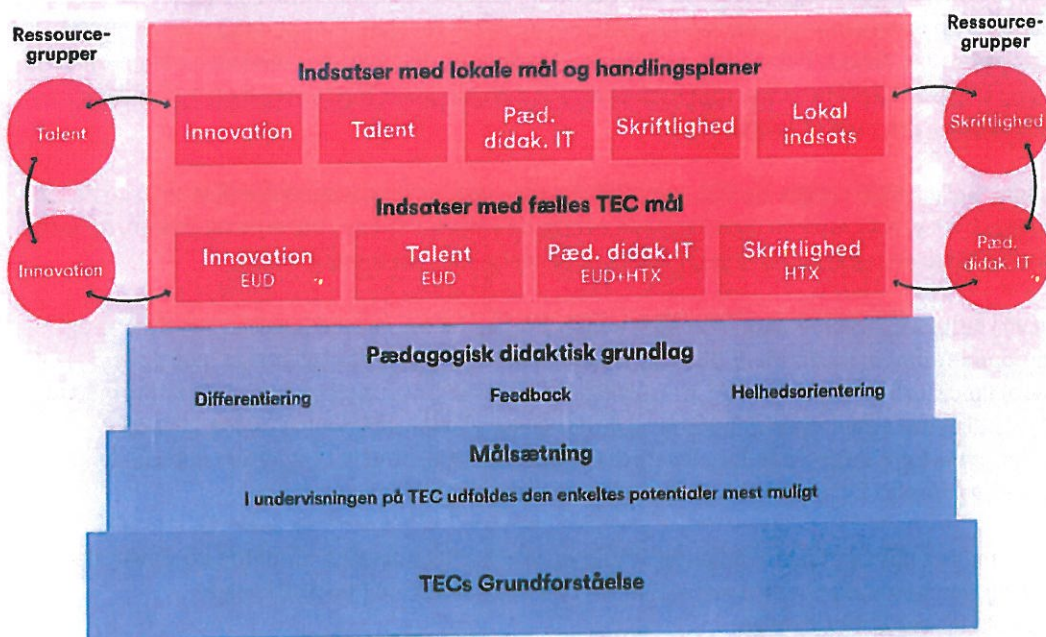 Ressource-
grupper
Talent
Innovation
Indsatser med lokale mål og handlingsplaner
Innovation
Talent
Pæd.
didak. IT
Skriftlighed
Lokal
indsats
Indsatser med fælles TEC mål
Innovation
EUD
Talent
EUD
Pæd. didak.IT
EUD+HTX
Skriftlighed
HTX
Ressource-
grupper
Skriftlighed
Pæd.
didak. IT
Pædagogisk didaktisk grundlag
Differentiering
Feedback
Helhedsorientering
Målsætning
I undervisningen på TEC udfoldes den enkeltes potentialer mest muligt
TECs Grundforståelse